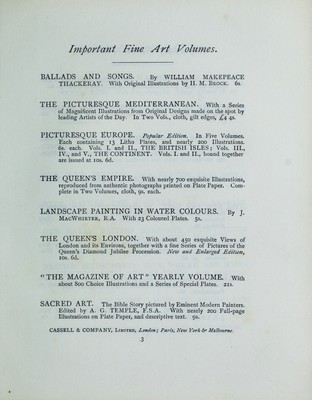 Important Fine Art Volumes.
BALLADS AND SONGS. By WILLIAM MAKEPEACE
THACKERAY. With Original Illustrations by H. M. BROCK. 6s.
THE PICTURESQUE MEDITERRANEAN. With a Series
of Magnificent Illustrations from Original Designs made on the spot by
leading Artists of the Day. In Two Vols., cloth, gilt edges, £4 4s.
PICTURESQUE EUROPE. Popular Edition. In Five Volumes.
Each containing 13 Litho Plates, and nearly 200 Illustrations.
6s. each. Vols. I. and II., THE BRITISH ISLES; Vols. III.,
IV., and V., THE CONTINENT. Vols. I. and II., bound together
are issued at 10s. 6d.
THE QUEEN'S EMPIRE. With nearly 700 exquisite Illustrations,
reproduced from authentic photographs printed on Plate Paper. Com-
plete in Two Volumes, cloth, 9s. each.
LANDSCAPE PAINTING IN WATER COLOURS. By J.
MACWHIRTER, R.A. With 23 Coloured Plates. 5s.
THE QUEEN'S LONDON. With about 450 exquisite Views of
London and its Environs, together with a fine Series of Pictures of the
Queen's Diamond Jubilee Procession. New and Enlarged Edition,
10s. 6d.
"THE MAGAZINE OF ART" YEARLY VOLUME. With
about 800 Choice Illustrations and a Series of Special Plates. 21s.
SACRED ART. The Bible Story pictured by Eminent Modern Painters.
Edited by A. G. TEMPLE, F.S.A. With nearly 200 Full-page
Illustrations on Plate Paper, and descriptive text. 9s.
CASSELL & COMPANY, LIMITED, London; Paris, New York & Melbourne.
3